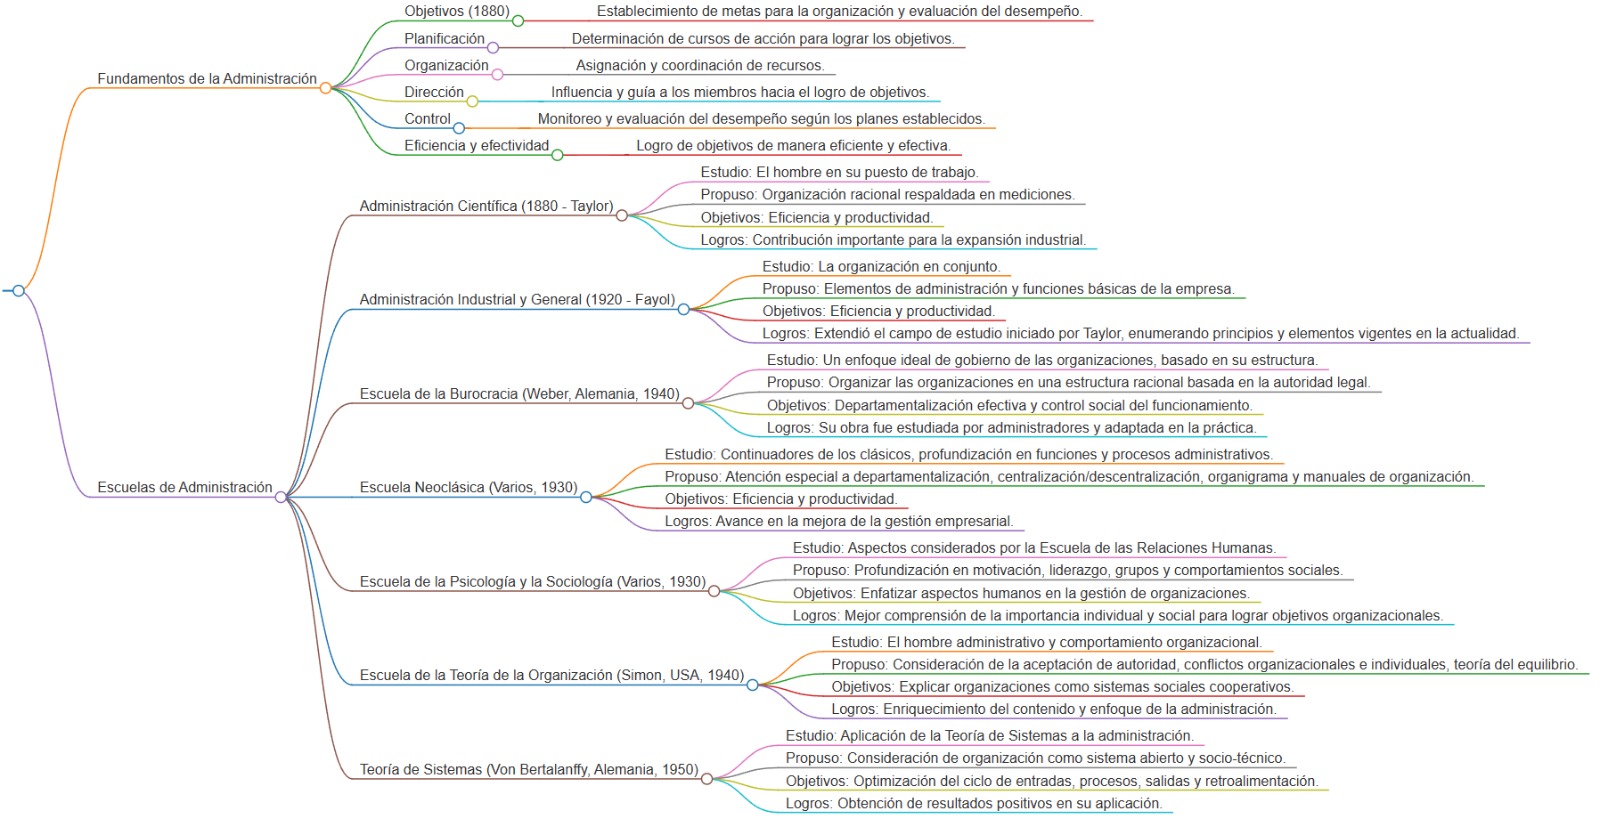 Fundamentos de la Administración
Objetivos (1880)
Establecimiento de metas para la organización y evaluación del desempeño.
Planificación
Determinación de cursos de acción para lograr los objetivos.
Organización
Asignación y coordinación de recursos.
Dirección
Influencia y guía a los miembros hacia el logro de objetivos.
Control
Monitoreo y evaluación del desempeño según los planes establecidos.
Eficiencia y efectividad
Logro de objetivos de manera eficiente y efectiva.
Escuelas de Administración
Administración Científica (1880 - Taylor)
Estudio: El hombre en su puesto de trabajo.
Propuso: Organización racional respaldada en mediciones.
Objetivos: Eficiencia y productividad.
Logros: Contribución importante para la expansión industrial.
Administración Industrial y General (1920 - Fayol)
Estudio: La organización en conjunto.
Propuso: Elementos de administración y funciones básicas de la empresa.
Objetivos: Eficiencia y productividad.
Logros: Extendió el campo de estudio iniciado por Taylor, enumerando principios y elementos vigentes en la actualidad.
Escuela de la Burocracia (Weber, Alemania, 1940)
Estudio: Un enfoque ideal de gobierno de las organizaciones, basado en su estructura.
Propuso: Organizar las organizaciones en una estructura racional basada en la autoridad legal.
Objetivos: Departamentalización efectiva y control social del funcionamiento.
Logros: Su obra fue estudiada por administradores y adaptada en la práctica.
Escuela Neoclásica (Varios, 1930)
Estudio: Continuadores de los clásicos, profundización en funciones y procesos administrativos.
Propuso: Atención especial a departamentalización, centralización/descentralización, organigrama y manuales de organización.
Objetivos: Eficiencia y productividad.
Logros: Avance en la mejora de la gestión empresarial.
Escuela de la Psicología y la Sociología (Varios, 1930)
Estudio: Aspectos considerados por la Escuela de las Relaciones Humanas.
Propuso: Profundización en motivación, liderazgo, grupos y comportamientos sociales.
Objetivos: Enfatizar aspectos humanos en la gestión de organizaciones.
Logros: Mejor comprensión de la importancia individual y social para lograr objetivos organizacionales.
Escuela de la Teoría de la Organización (Simon, USA, 1940)
Estudio: El hombre administrativo y comportamiento organizacional.
Propuso: Consideración de la aceptación de autoridad, conflictos organizacionales e individuales, teoría del equilibrio.
Objetivos: Explicar organizaciones como sistemas sociales cooperativos.
Logros: Enriquecimiento del contenido y enfoque de la administración.
Teoría de Sistemas (Von Bertalanffy, Alemania, 1950)
Estudio: Aplicación de la Teoría de Sistemas a la administración.
Propuso: Consideración de organización como sistema abierto y socio-técnico.
Objetivos: Optimización del ciclo de entradas, procesos, salidas y retroalimentación.
Logros: Obtención de resultados positivos en su aplicación.